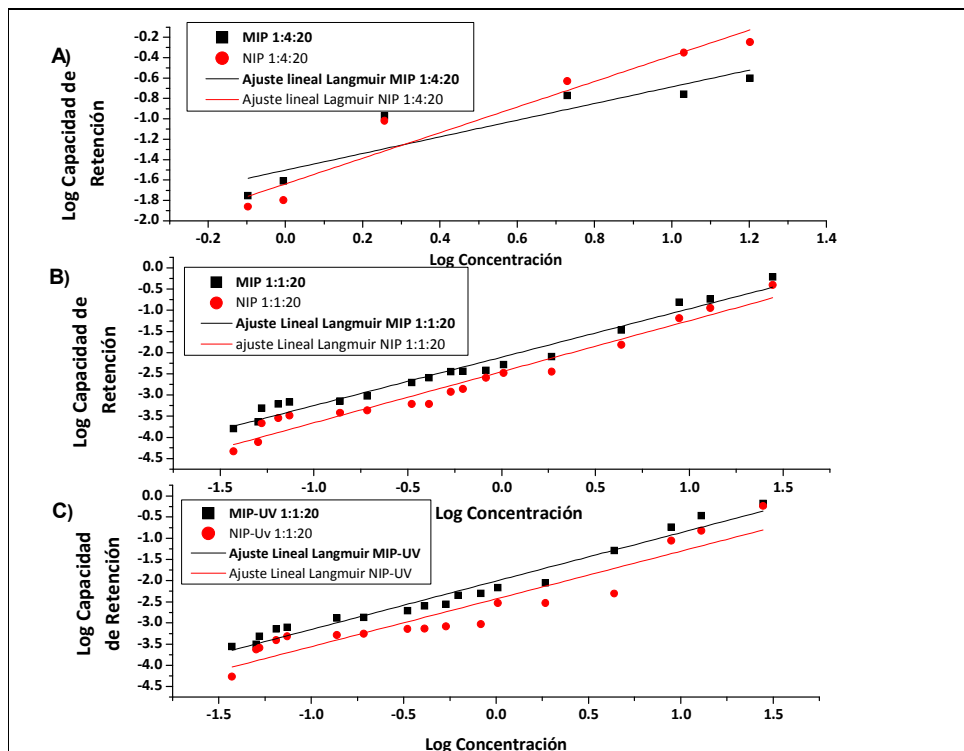 A)
MIP 1:4:20
NIP 1:4:20
Ajuste lineal Langmuir MIP 1:4:20
Ajuste lineal Lagmuir NIP 1:4:20
Log Capacidad de
Retención
-0.2
-0.4
-0.6
-0.8
-1.0
-1.2
-1.4
-1.6
-1.8
-2.0
-0.2 0.0 0.2 0.4 0.6 0.8 1.0 1.2 1.4
Log Concentración
B)
MIP 1:1:20
NIP 1:1:20
Ajuste Lineal Langmuir MIP 1:1:20
ajuste Lineal Langmuir NIP 1:1:20
Log Capacidad de
Retención
0.0
-0.5
-1.0
-1.5
-2.0
-2.5
-3.0
-3.5
-4.0
-4.5
-1.5 -1.0 -0.5 0.0 0.5 1.0 1.5
Log Concentración
C)
MIP-UV 1:1:20
NIP-Uv 1:1:20
Ajuste Lineal Langmuir MIP-UV
Ajuste Lineal Langmuir NIP-UV
Log Capacidad
de Retención
0.0
-0.5
-1.0
-1.5
-2.0
-2.5
-3.0
-3.5
-4.0
-4.5
-1.5 -1.0 -0.5 0.0 0.5 1.0 1.5
Log Concentración